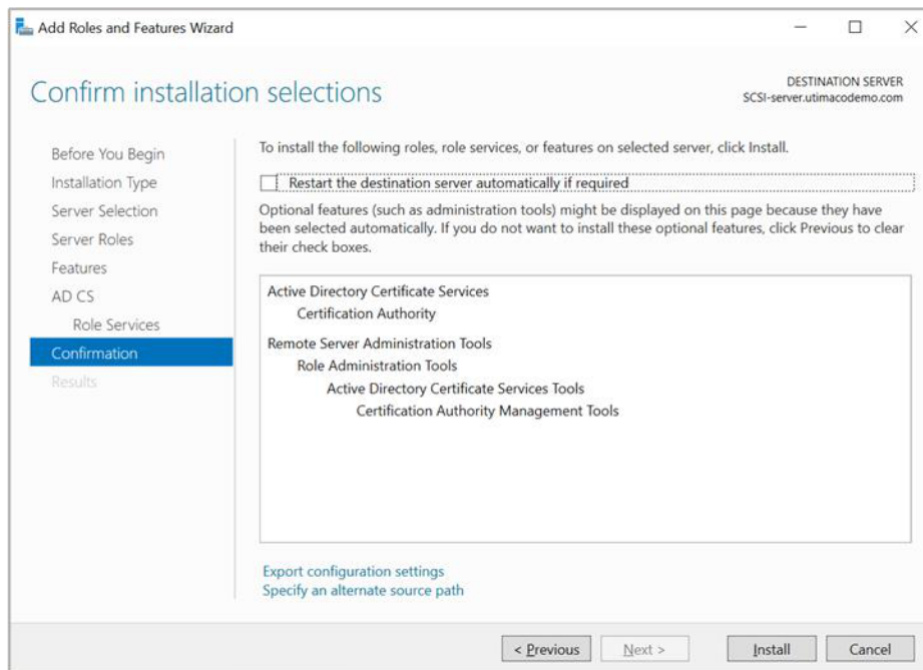 Add Roles and Features Wizard
Confirm installation selections
DESTINATION SERVER
SCSI-server.utimacodemo.com
Before You Begin
Installation Type
Server Selection
Server Roles
Features
AD CS
Role Services
Confirmation
Results
To install the following roles, role services, or features on selected server, click Install.
Restart the destination server automatically if required
Optional features (such as administration tools) might be displayed on this page because they have
been selected automatically. If you do not want to install these optional features, click Previous to clear
their check boxes.
Active Directory Certificate Services
Certification Authority
Remote Server Administration Tools
Role Administration Tools
Active Directory Certificate Services Tools
Certification Authority Management Tools
Export configuration settings
Specify an alternate source path
< Previous
Next >
Install
Cancel